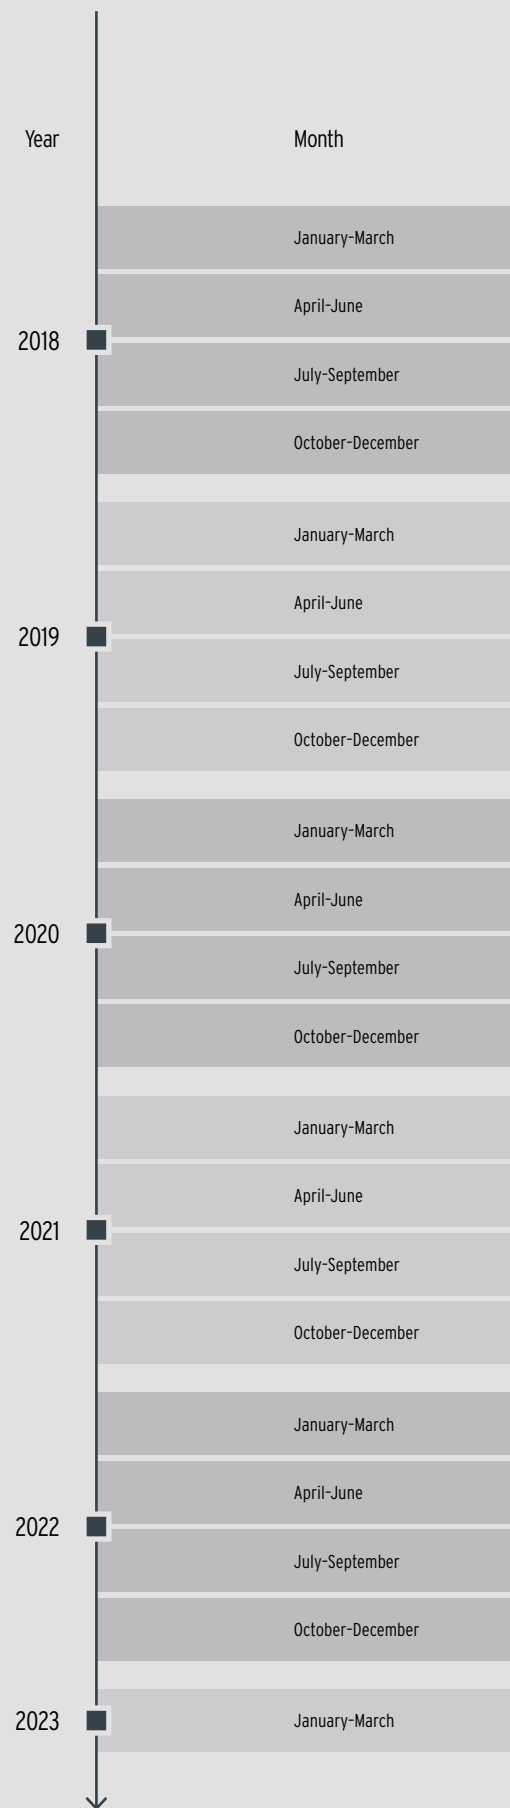 Year Month
January-March
April-June
2018
July-September
October-December
January-March
April-June
2019
July-September
October-December
January-March
April-June
2020
July-September
October-December
January-March
April-June
2021
July-September
October-December
January-March
April-June
2022
July-September
October-December
2023 January-March